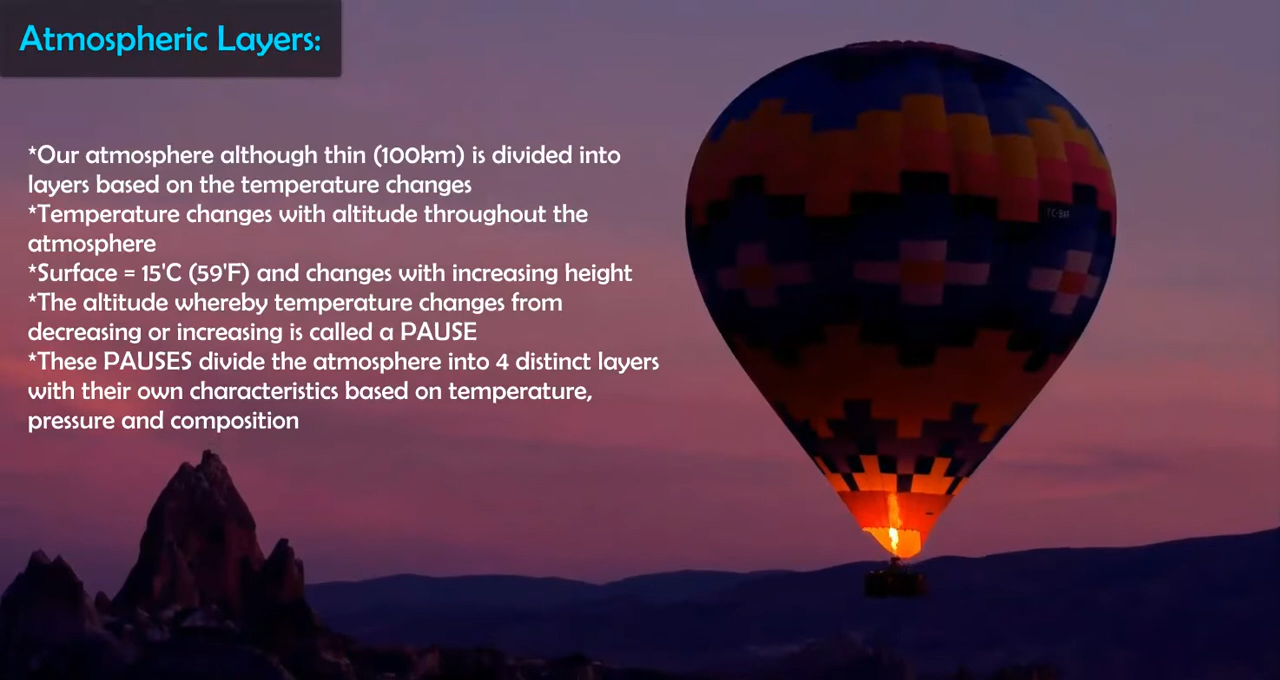 Atmospheric Layers:
*Our atmosphere although thin (100km) is divided into
layers based on the temperature changes
*Temperature changes with altitude throughout the
atmosphere
*Surface = 15'C (59'F) and changes with increasing height
*The altitude whereby temperature changes from
decreasing or increasing is called a PAUSE
*These PAUSES divide the atmosphere into 4 distinct layers
with their own characteristics based on temperature,
pressure and composition